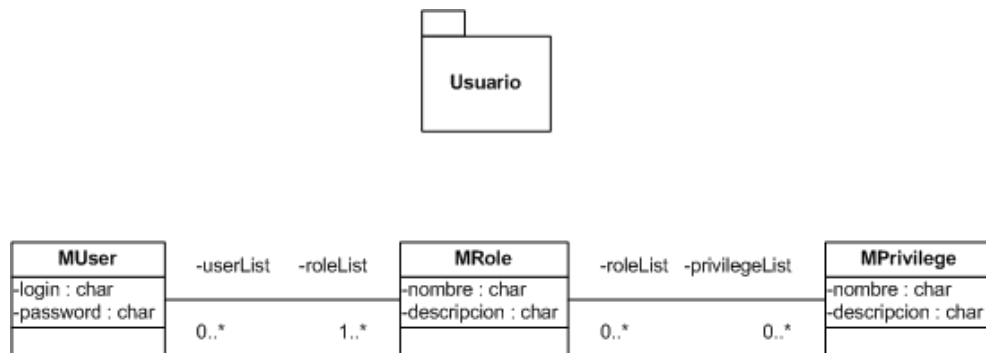 Usuario
MUser
-login : char
-password : char
-userList
-roleList
0..*
1..*
MRole
-nombre : char
-descripcion : char
-roleList
-privilegeList
0..*
0..*
MPrivilege
-nombre : char
-descripcion : char